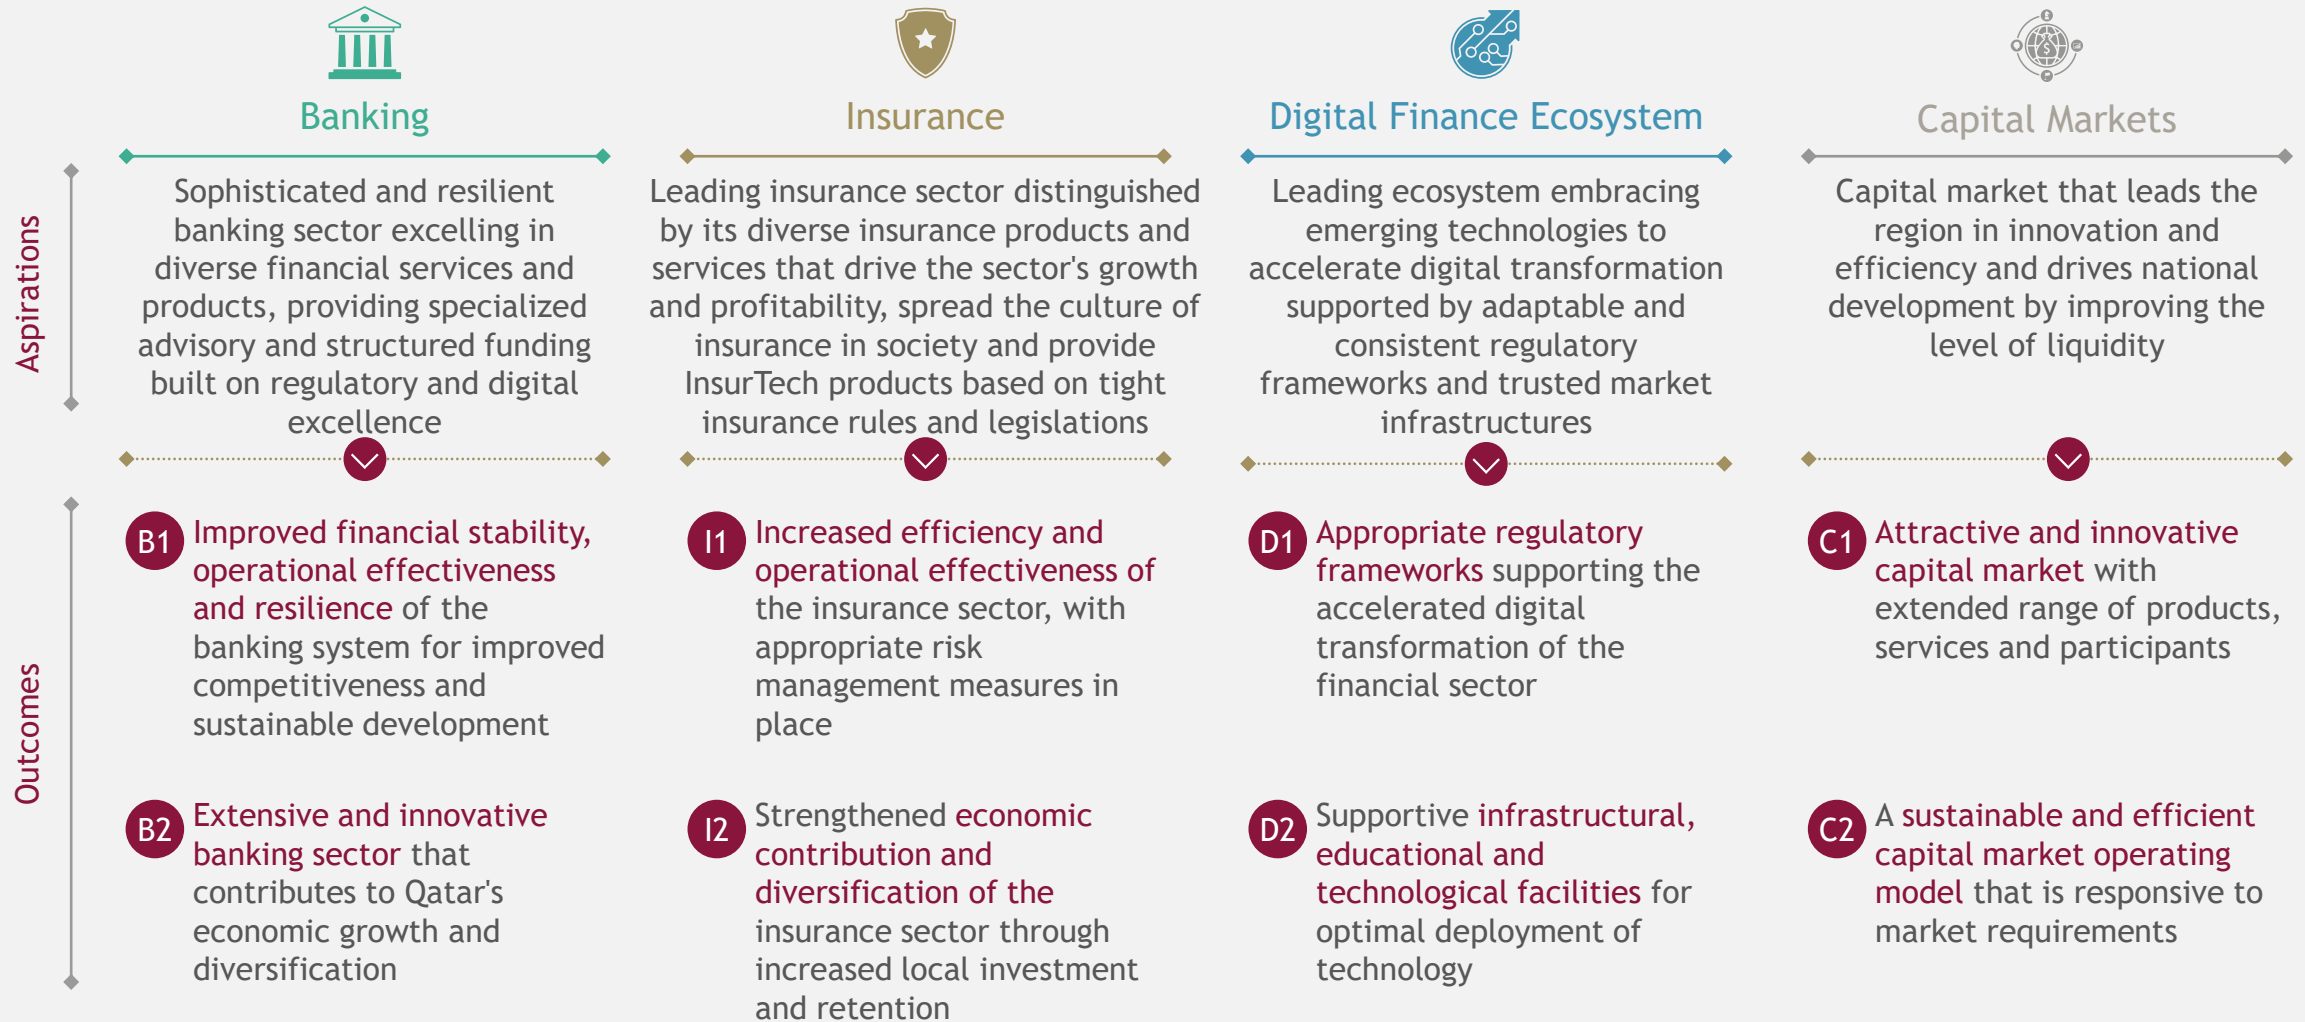 Banking
Insurance
Digital Finance Ecosystem
Capital Markets
Aspirations
Sophisticated and resilient
banking sector excelling in
diverse financial services and
products, providing specialized
advisory and structured funding
built on regulatory and digital
excellence
Leading insurance sector distinguished
by its diverse insurance products and
services that drive the sector's growth
and profitability, spread the culture of
insurance in society and provide
InsurTech products based on tight
insurance rules and legislations
Leading ecosystem embracing
emerging technologies to
accelerate digital transformation
supported by adaptable and
consistent regulatory
frameworks and trusted market
infrastructures
Capital market that leads the
region in innovation and
efficiency and drives national
development by improving the
level of liquidity
Outcomes
B1
Improved financial stability,
operational effectiveness
and resilience of the
banking system for improved
competitiveness and
sustainable development
I1
Increased efficiency and
operational effectiveness of
the insurance sector, with
appropriate risk
management measures in
place
D1
Appropriate regulatory
frameworks supporting the
accelerated digital
transformation of the
financial sector
C1
Attractive and innovative
capital market with
extended range of products,
services and participants
B2
Extensive and innovative
banking sector that
contributes to Qatar's
economic growth and
diversification
I2
Strengthened economic
contribution and
diversification of the
insurance sector through
increased local investment
and retention
D2
Supportive infrastructural,
educational and
technological facilities for
optimal deployment of
technology
C2
A sustainable and efficient
capital market operating
model that is responsive to
market requirements